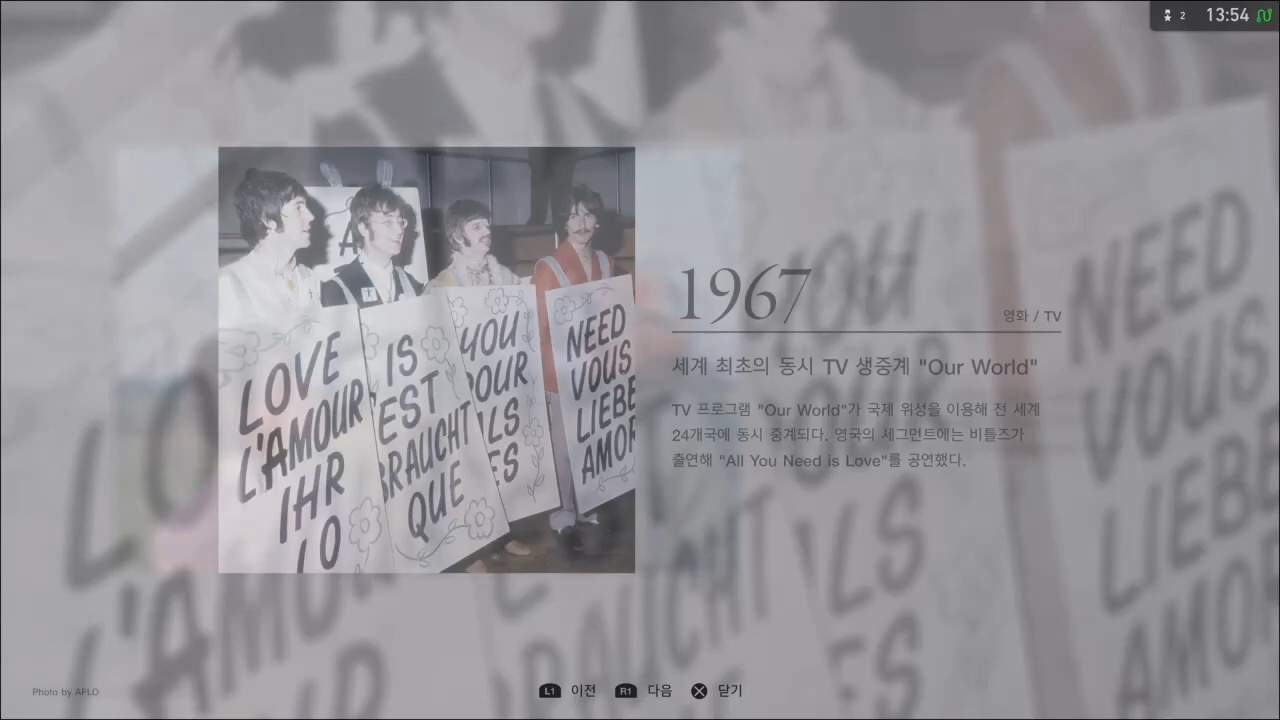 2 13:54
A
LOVE
L'AMOUR
IHR
LO
IS
EST
BRAUCHT
QUE
YOU
POUR
LS
ES
NEED
VOUS
LIEBE
AMOR
1967
영화 / TV
세계 최초의 동시 TV 생중계 "Our World"
TV 프로그램 "Our World"가 국제 위성을 이용해 전 세계
24개국에 동시 중계되다. 영국의 세그먼트에는 비틀즈가
출연해 "All You Need is Love"를 공연했다.
Photo by AFLO
L1 이전 R1 다음 닫기